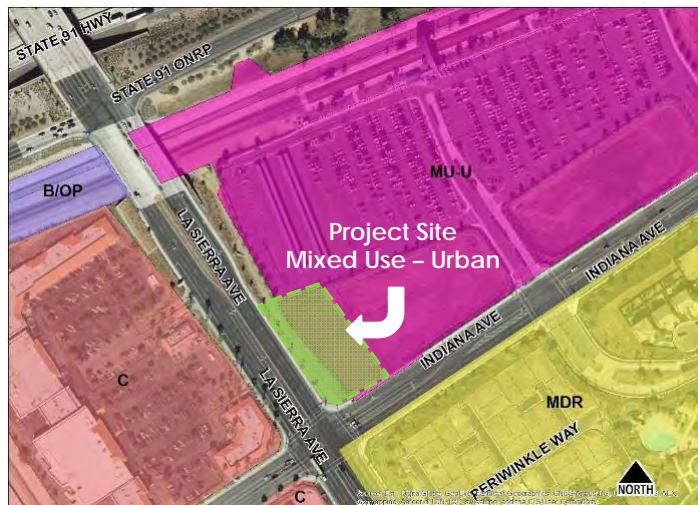 STATE 91 HWY
STATE 91 ONRP
B/OP
MU-U
LA SIERRA AVE
Project Site
Mixed Use – Urban
INDIANA AVE
INDIANA AVE
C
LA SIERRA AVE
MDR
PERIWINKLE WAY
C
NORTH